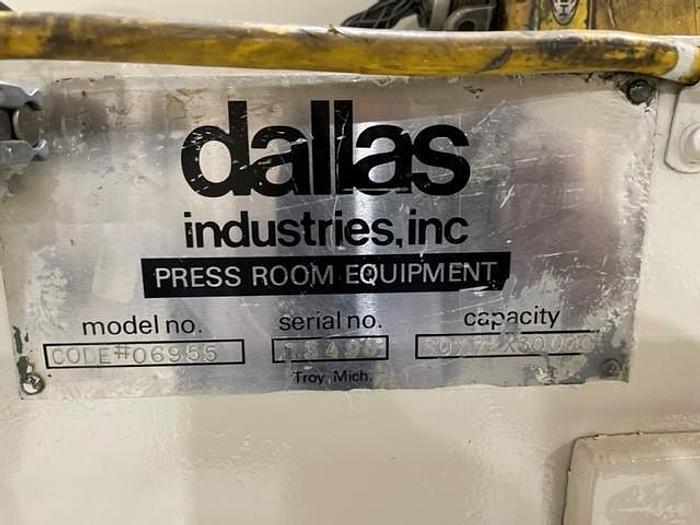 dallas
industries, inc
PRESS ROOM EQUIPMENT
model no. serial no. capacity
CODE#06955
Troy, Mich.